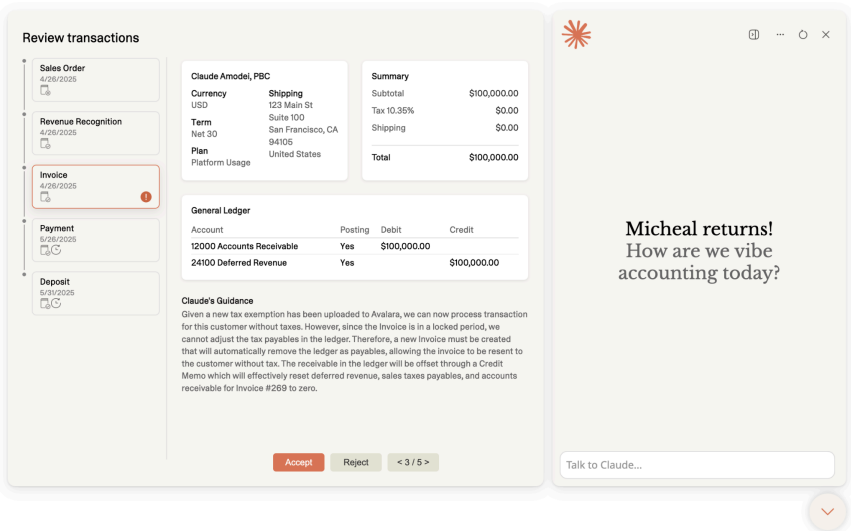 Review transactions
Sales Order
4/26/2025
Revenue Recognition
4/26/2025
Invoice
4/26/2025
!
Payment
5/26/2025
Deposit
5/31/2025
Claude Amodei, PBC
Currency
USD
Term
Net 30
Plan
Platform Usage
Shipping
123 Main St
Suite 100
San Francisco, CA
94105
United States
Summary
Subtotal $100,000.00
Tax 10.35% $0.00
Shipping $0.00
Total $100,000.00
General Ledger
Account Posting Debit Credit
12000 Accounts Receivable Yes $100,000.00
24100 Deferred Revenue Yes $100,000.00
Claude's Guidance
Given a new tax exemption has been uploaded to Avalara, we can now process transaction
for this customer without taxes. However, since the Invoice is in a locked period, we
cannot adjust the tax payables in the ledger. Therefore, a new Invoice must be created
that will automatically remove the ledger as payables, allowing the invoice to be resent to
the customer without tax. The receivable in the ledger will be offset through a Credit
Memo which will effectively reset deferred revenue, sales taxes payables, and accounts
receivable for Invoice #269 to zero.
Accept
Reject
< 3 / 5 >
Micheal returns!
How are we vibe
accounting today?
Talk to Claude...